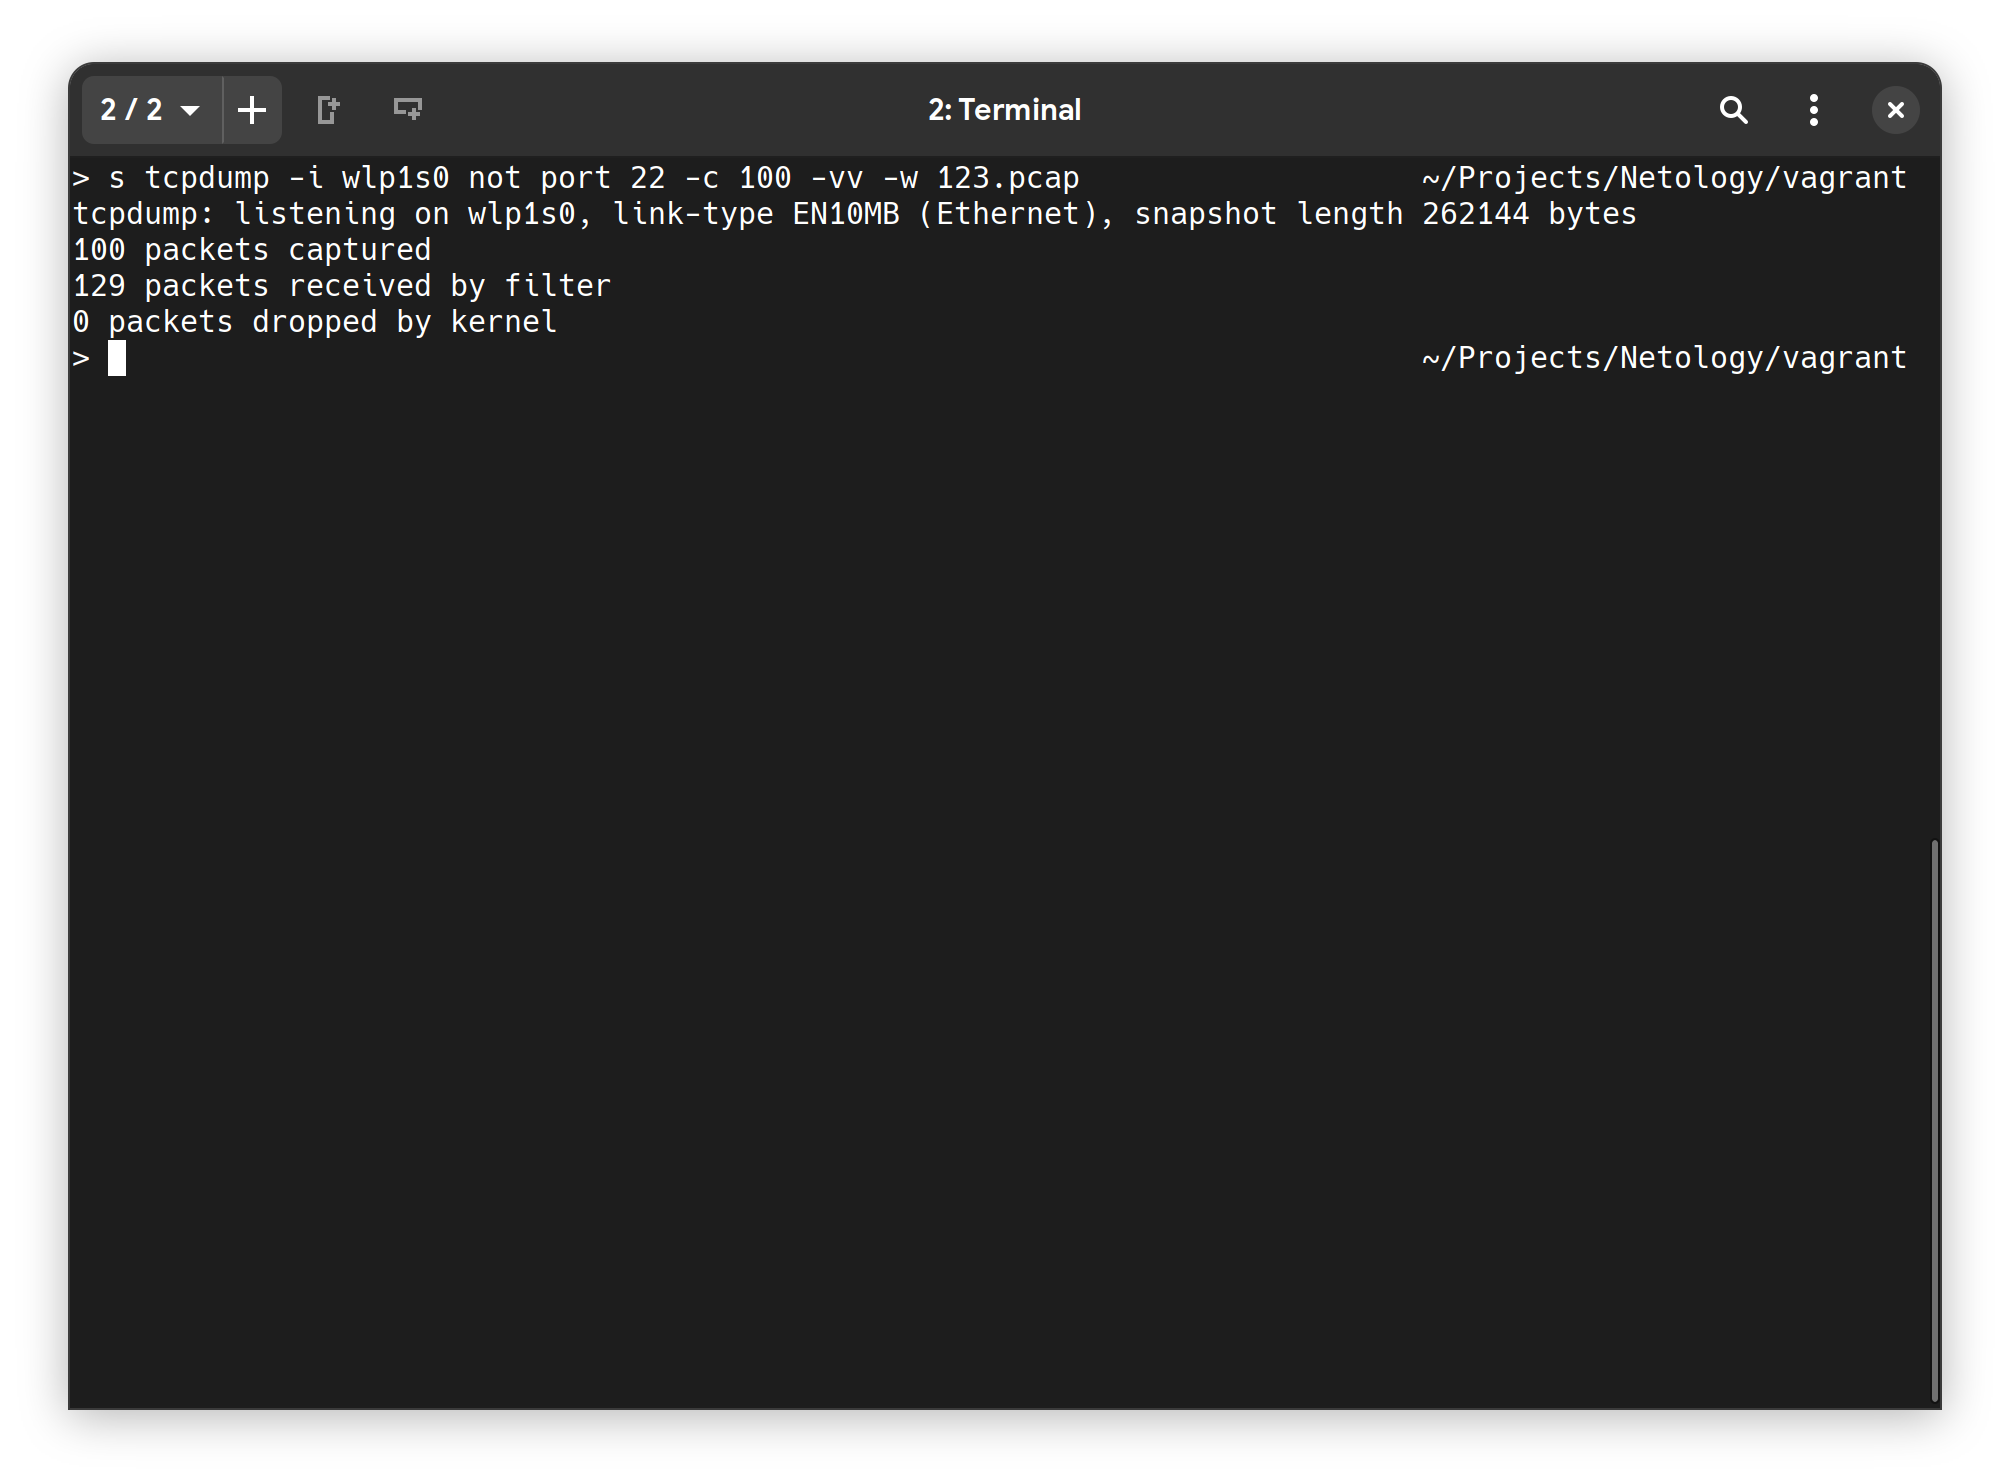 2 / 2
2: Terminal
> s tcpdump -i wlp1s0 not port 22 -c 100 -vv -w 123.pcap ~/Projects/Netology/vagrant
tcpdump: listening on wlp1s0, link-type EN10MB (Ethernet), snapshot length 262144 bytes
100 packets captured
129 packets received by filter
0 packets dropped by kernel
> ~/Projects/Netology/vagrant